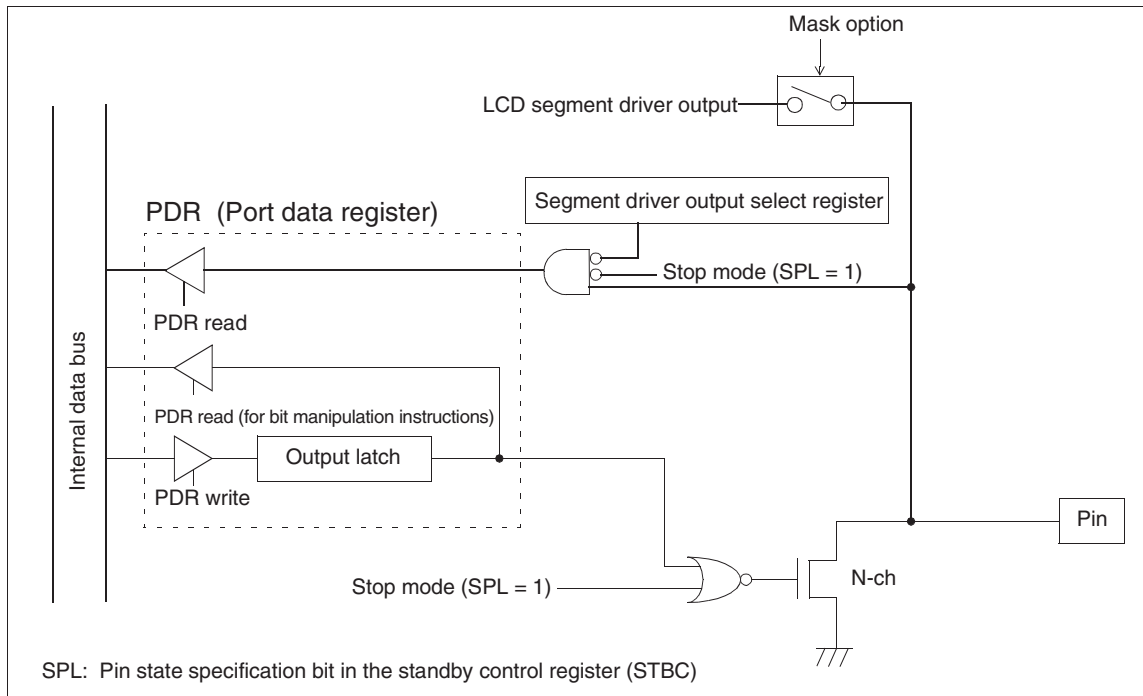 Mask option
LCD segment driver output
Segment driver output select register
PDR (Port data register)
Stop mode (SPL = 1)
PDR read
Internal data bus
PDR read (for bit manipulation instructions)
Output latch
PDR write
Pin
Stop mode (SPL = 1)
N-ch
SPL: Pin state specification bit in the standby control register (STBC)